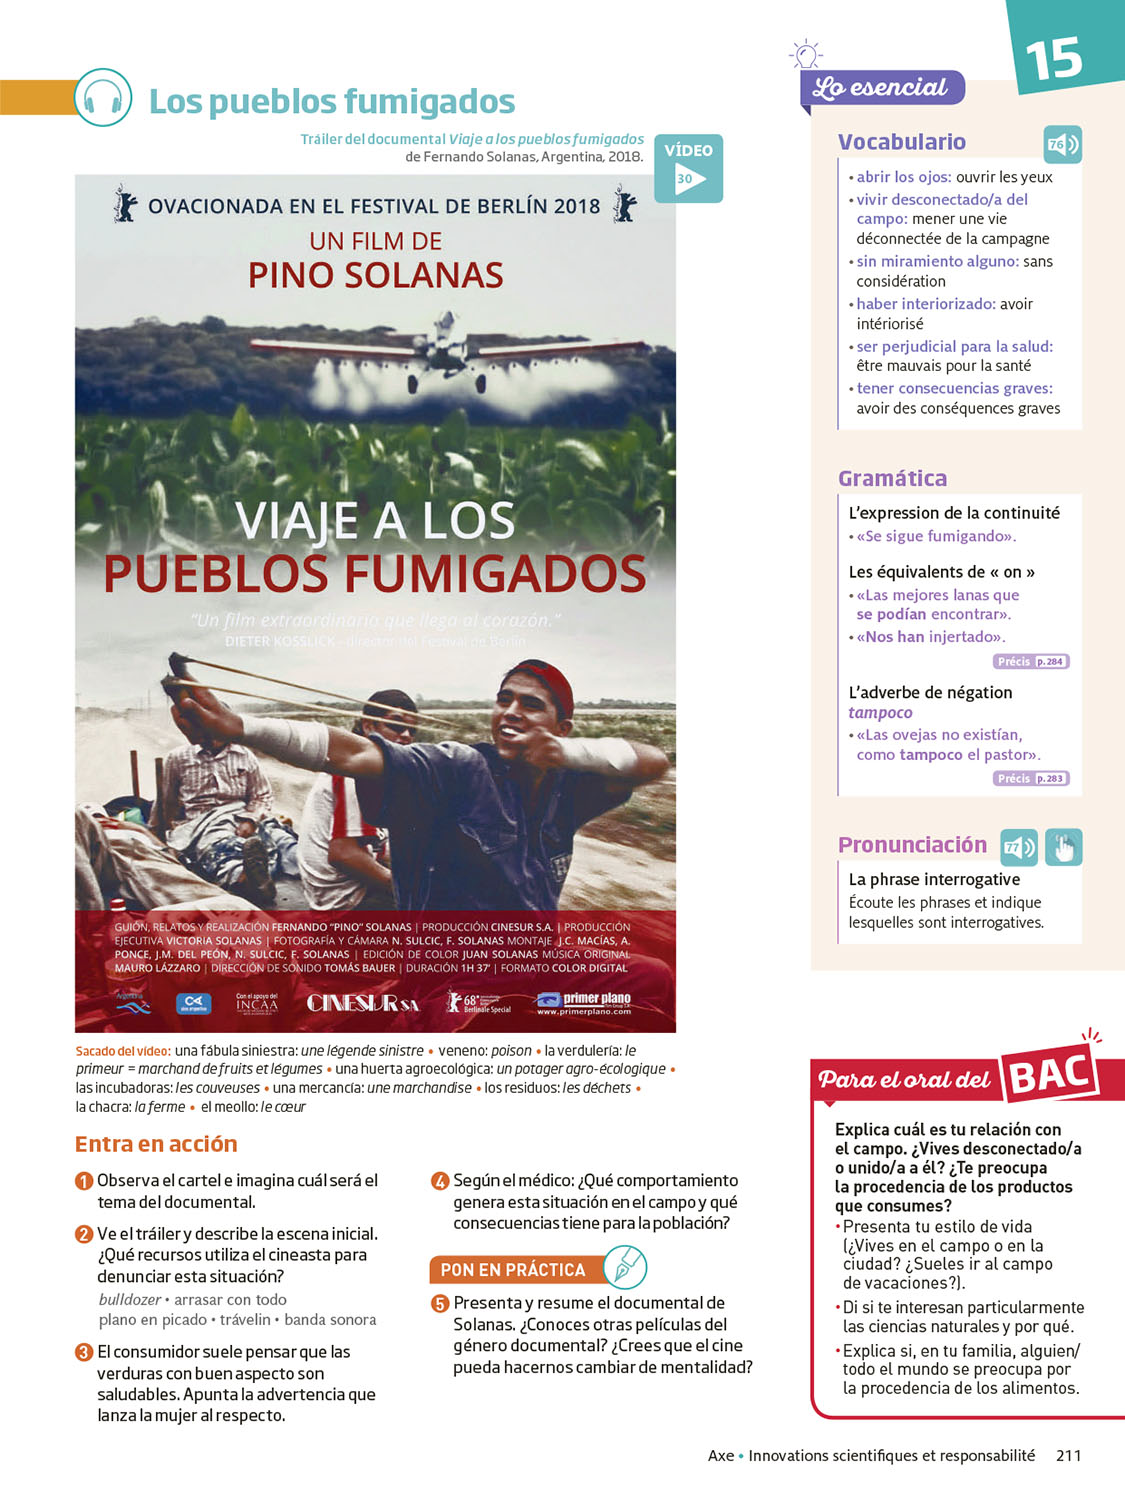 15
Los pueblos fumigados
Tráiler del documental Viaje a los pueblos fumigados
de Fernando Solanas, Argentina, 2018.
VÍDEO
30
OVACIONADA EN EL FESTIVAL DE BERLÍN 2018
UN FILM DE
PINO SOLANAS
VIAJE A LOS
PUEBLOS FUMIGADOS
"Un film extraordinario que llega al corazón."
DIETER KOSSLICK - director del Festival de Berlín
GUIÓN, RELATOS Y REALIZACIÓN FERNANDO "PINO" SOLANAS | PRODUCCIÓN CINESUR S.A. | PRODUCCIÓN
EJECUTIVA VICTORIA SOLANAS | FOTOGRAFÍA Y CÁMARA N. SULCIC, F. SOLANAS MONTAJE J.C. MACÍAS, A.
PONCE, J.M. DEL PEÓN, N. SULCIC, F. SOLANAS | EDICIÓN DE COLOR JUAN SOLANAS MÚSICA ORIGINAL
MAURO LÁZZARO | DIRECCIÓN DE SONIDO TOMÁS BAUER | DURACIÓN 1H 37' | FORMATO COLOR DIGITAL
Argentina
CA
cine argentino
Con el apoyo del
INCAA
CINESUR S.A.
68
Berlinale Special
primer plano
www.primerplano.com
Sacado del vídeo: una fábula siniestra: une légende sinistre • veneno: poison • la verdulería: le
primeur = marchand de fruits et légumes • una huerta agroecológica: un potager agro-écologique •
las incubadoras: les couveuses • una mercancía: une marchandise • los residuos: les déchets •
la chacra: la ferme • el meollo: le cœur
Entra en acción
1 Observa el cartel e imagina cuál será el
tema del documental.
2 Ve el tráiler y describe la escena inicial.
¿Qué recursos utiliza el cineasta para
denunciar esta situación?
bulldozer • arrasar con todo
plano en picado • trávelin • banda sonora
3 El consumidor suele pensar que las
verduras con buen aspecto son
saludables. Apunta la advertencia que
lanza la mujer al respecto.
4 Según el médico: ¿Qué comportamiento
genera esta situación en el campo y qué
consecuencias tiene para la población?
PON EN PRÁCTICA
5 Presenta y resume el documental de
Solanas. ¿Conoces otras películas del
género documental? ¿Crees que el cine
pueda hacernos cambiar de mentalidad?
Lo esencial
Vocabulario
76
• abrir los ojos: ouvrir les yeux
• vivir desconectado/a del
campo: mener une vie
déconnectée de la campagne
• sin miramiento alguno: sans
considération
• haber interiorizado: avoir
intériorisé
• ser perjudicial para la salud:
être mauvais pour la santé
• tener consecuencias graves:
avoir des conséquences graves
Gramática
L'expression de la continuité
• «Se sigue fumigando».
Les équivalents de « on »
• «Las mejores lanas que
se podían encontrar».
• «Nos han injertado».
Précis p. 284
L'adverbe de négation
tampoco
• «Las ovejas no existían,
como tampoco el pastor».
Précis p. 283
Pronunciación
77
La phrase interrogative
Écoute les phrases et indique
lesquelles sont interrogatives.
Para el oral del BAC
Explica cuál es tu relación con
el campo. ¿Vives desconectado/a
o unido/a a él? ¿Te preocupa
la procedencia de los productos
que consumes?
• Presenta tu estilo de vida
(¿Vives en el campo o en la
ciudad? ¿Sueles ir al campo
de vacaciones?).
• Di si te interesan particularmente
las ciencias naturales y por qué.
• Explica si, en tu familia, alguien/
todo el mundo se preocupa por
la procedencia de los alimentos.
Axe • Innovations scientifiques et responsabilité 211